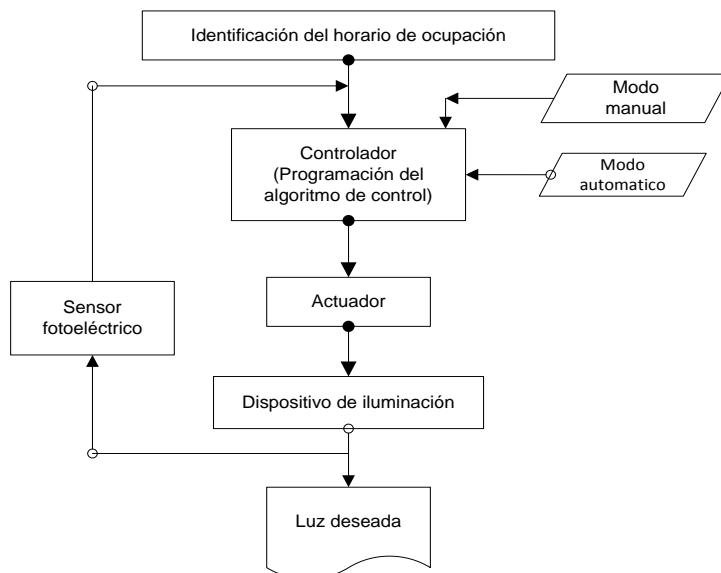 Identificación del horario de ocupación
Modo
manual
Controlador
(Programación del
algoritmo de control)
Modo
automatico
Actuador
Sensor
fotoeléctrico
Dispositivo de iluminación
Luz deseada